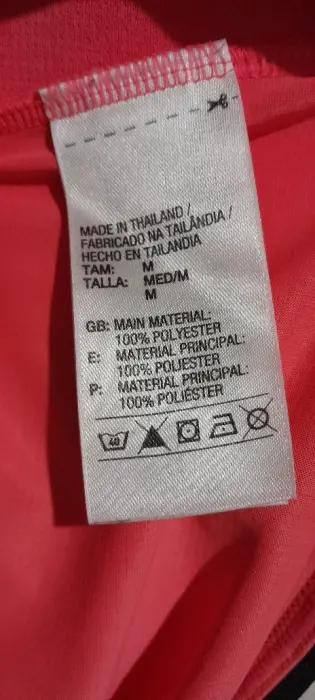 MADE IN THAILAND /
FABRICADO NA TAILÂNDIA /
HECHO EN TAILANDIA
TAM: M
TALLA: MED/M
M
GB: MAIN MATERIAL:
100% POLYESTER
E: MATERIAL PRINCIPAL:
100% POLIESTER
P: MATERIAL PRINCIPAL:
100% POLIÉSTER
40